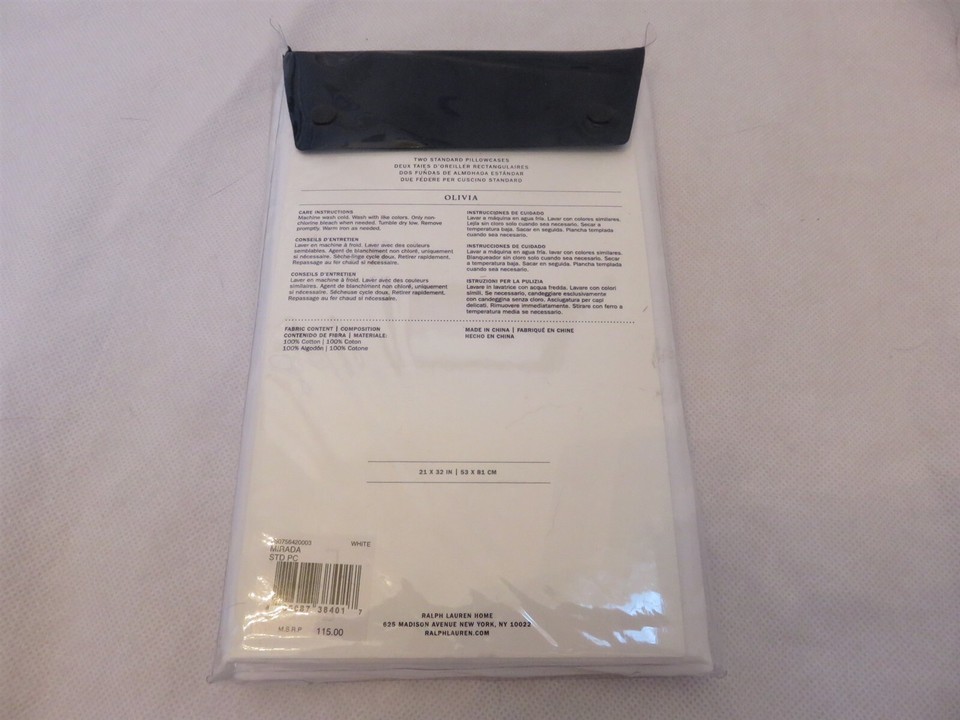 TWO STANDARD PILLOWCASES
DEUX TAIES D'OREILLER RECTANGULAIRES
DOS FUNDAS DE ALMOHADA ESTÁNDAR
DUE FEDERE PER CUSCINO STANDARD
OLIVIA
CARE INSTRUCTIONS
Machine wash cold. Wash with like colors. Only non-
chlorine bleach when needed. Tumble dry low. Remove
promptly. Warm iron as needed.
CONSEILS D'ENTRETIEN
Laver en machine à froid. Laver avec des couleurs
semblables. Agent de blanchiment non chloré, uniquement
si nécessaire. Sèche-linge cycle doux. Retirer rapidement.
Repassage au fer chaud si nécessaire.
CONSEILS D'ENTRETIEN
Laver en machine à froid. Laver avec des couleurs
similaires. Agent de blanchiment non chloré, uniquement
si nécessaire. Sécheuse cycle doux. Retirer rapidement.
Repassage au fer chaud si nécessaire.
INSTRUCCIONES DE CUIDADO
Lavar a máquina en agua fría. Lavar con colores similares.
Lejía sin cloro solo cuando sea necesario. Secar a
temperatura baja. Sacar en seguida. Plancha templada
cuando sea necesario.
INSTRUCCIONES DE CUIDADO
Lavar a máquina en agua fría, lavar con colores similares.
Blanqueador sin cloro solo cuando sea necesario. Secar
a temperatura baja. Sacar en seguida. Plancha templada
cuando sea necesario.
ISTRUZIONI PER LA PULIZIA
Lavare in lavatrice con acqua fredda. Lavare con colori
simili. Se necessario, candeggiare esclusivamente
con candeggina senza cloro. Asciugatura per capi
delicati. Rimuovere immediatamente. Stirare con ferro a
temperatura media se necessario.
FABRIC CONTENT | COMPOSITION
CONTENIDO DE FIBRA | MATERIALE:
100% Cotton | 100% Coton
100% Algodón | 100% Cotone
MADE IN CHINA | FABRIQUÉ EN CHINE
HECHO EN CHINA
21 X 32 IN | 53 X 81 CM
WHITE
MIRADA
STD PC
38401 7
M.S.R.P 115.00
RALPH LAUREN HOME
625 MADISON AVENUE NEW YORK, NY 10022
RALPHLAUREN.COM